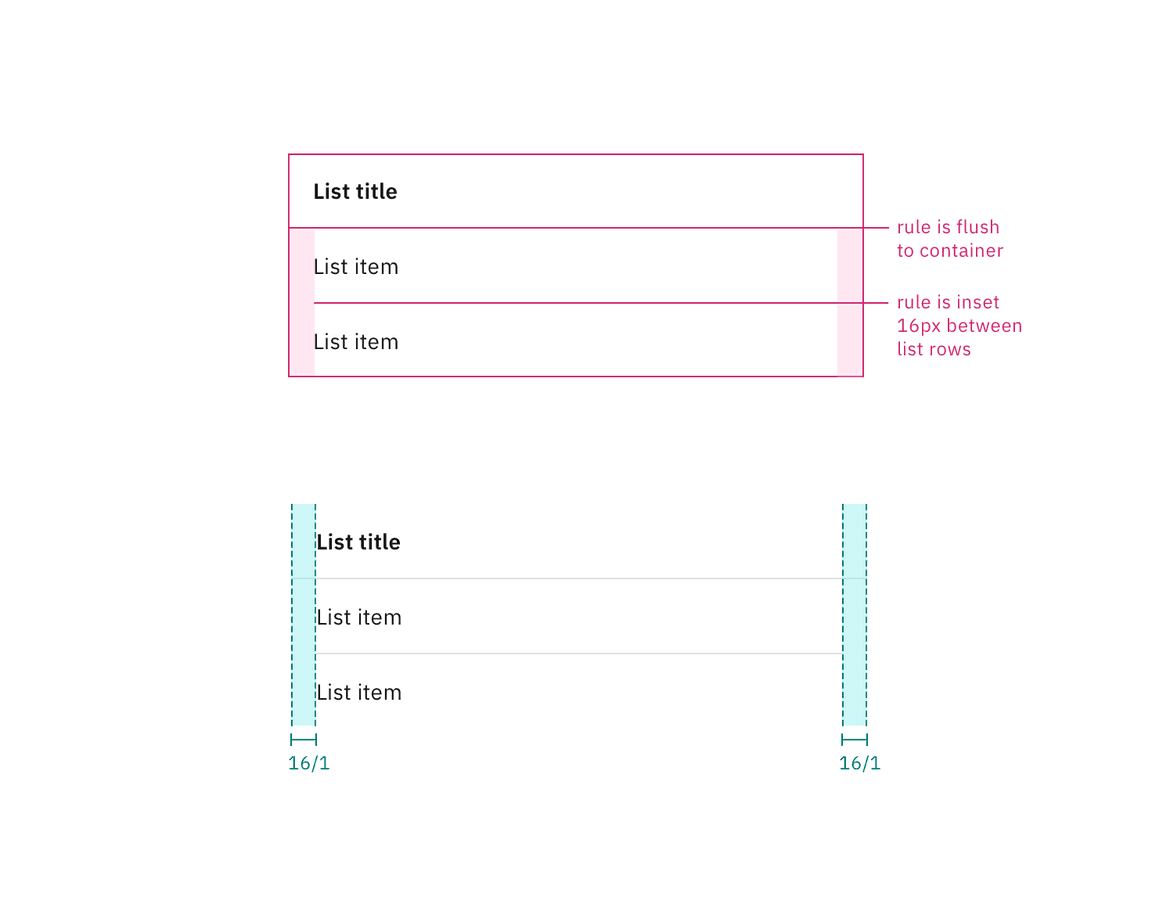 List title
rule is flush
to container
List item
rule is inset
16px between
list rows
List item
List title
List item
List item
16/1
16/1